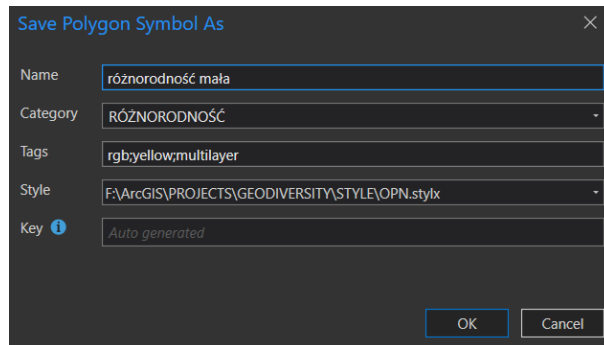 Save Polygon Symbol As
Name różnorodność mała
Category RÓŻNORODNOŚĆ
Tags rgb;yellow;multilayer
Style F:\ArcGIS\PROJECTS\GEODIVERSITY\STYLE\OPN.stylx
Key Auto generated
OK Cancel